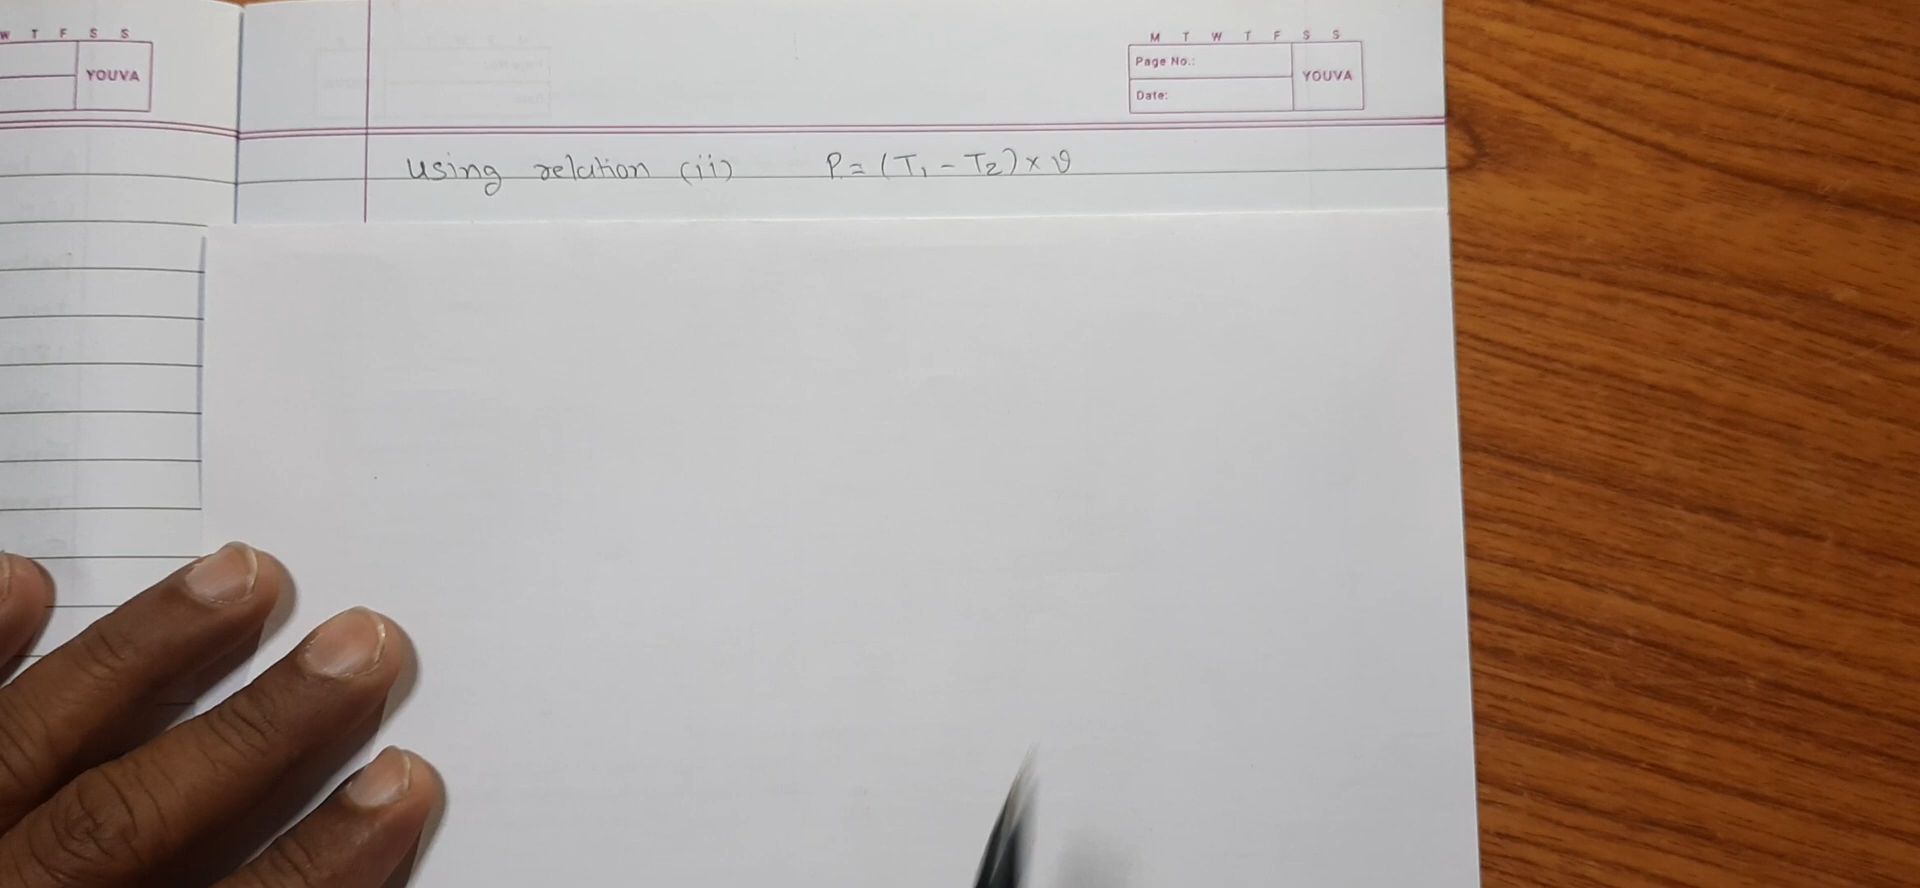 W T F S S
YOUVA
M T W T F S S
Page No.:
YOUVA
Date:
using relation (ii) P = (T₁ - T₂) × v